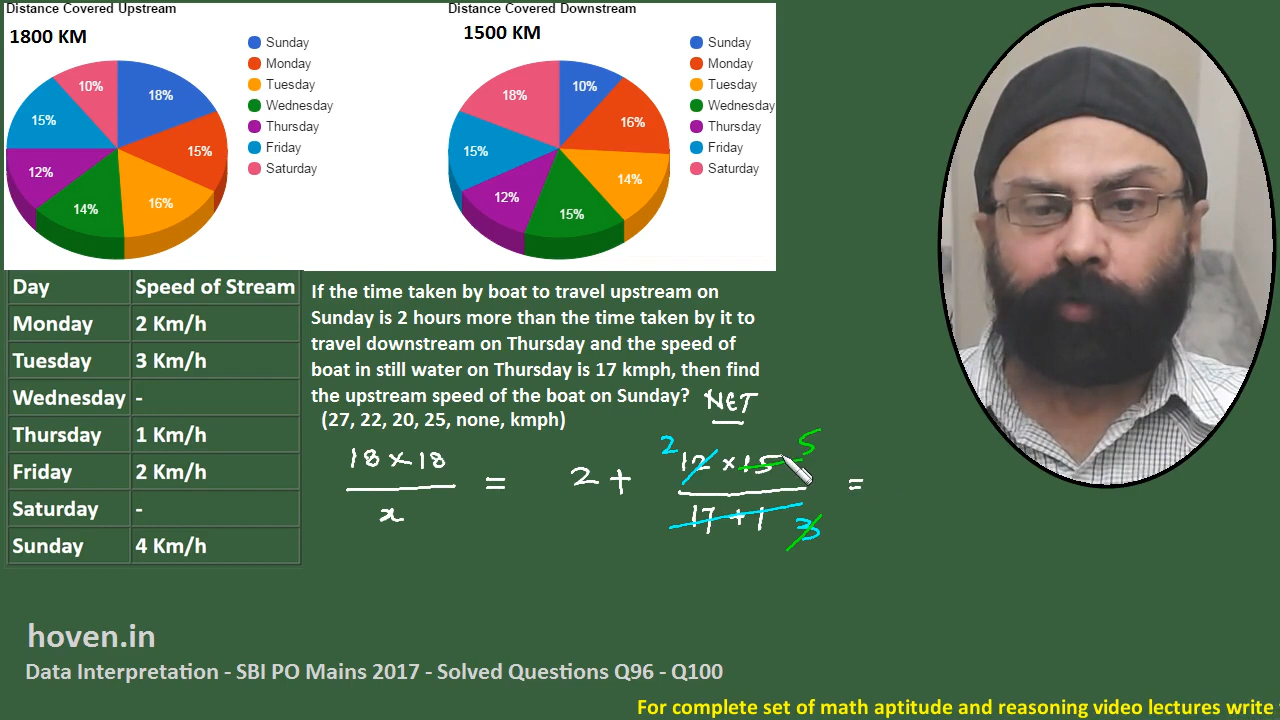 Distance Covered Upstream
1800 KM
18%
15%
16%
14%
12%
15%
10%
Sunday
Monday
Tuesday
Wednesday
Thursday
Friday
Saturday
Distance Covered Downstream
1500 KM
10%
16%
14%
15%
12%
15%
18%
Sunday
Monday
Tuesday
Wednesday
Thursday
Friday
Saturday
Day Speed of Stream
Monday 2 Km/h
Tuesday 3 Km/h
Wednesday -
Thursday 1 Km/h
Friday 2 Km/h
Saturday -
Sunday 4 Km/h
If the time taken by boat to travel upstream on
Sunday is 2 hours more than the time taken by it to
travel downstream on Thursday and the speed of
boat in still water on Thursday is 17 kmph, then find
the upstream speed of the boat on Sunday? NET
(27, 22, 20, 25, none, kmph)
2 5
18 × 18 12 × 15
= 2 + =
x 17 + 1 3
hoven.in
Data Interpretation - SBI PO Mains 2017 - Solved Questions Q96 - Q100
For complete set of math aptitude and reasoning video lectures write